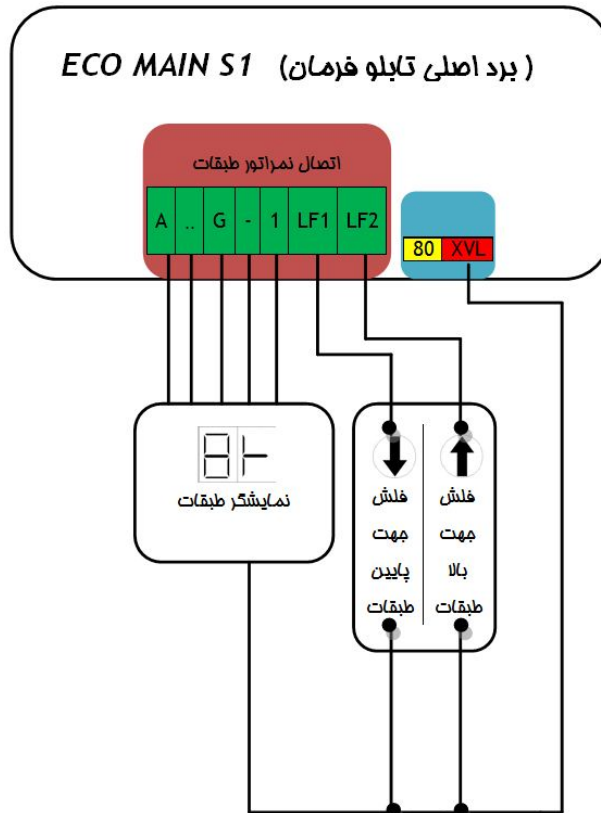 ( برد اصلی تابلو فرمان) ECO MAIN S1
اتصال نمراتور طبقات
A .. G - 1 LF1 LF2
80 XVL
نمایشگر طبقات
فلش
جهت
پایین
طبقات
فلش
جهت
بالا
طبقات